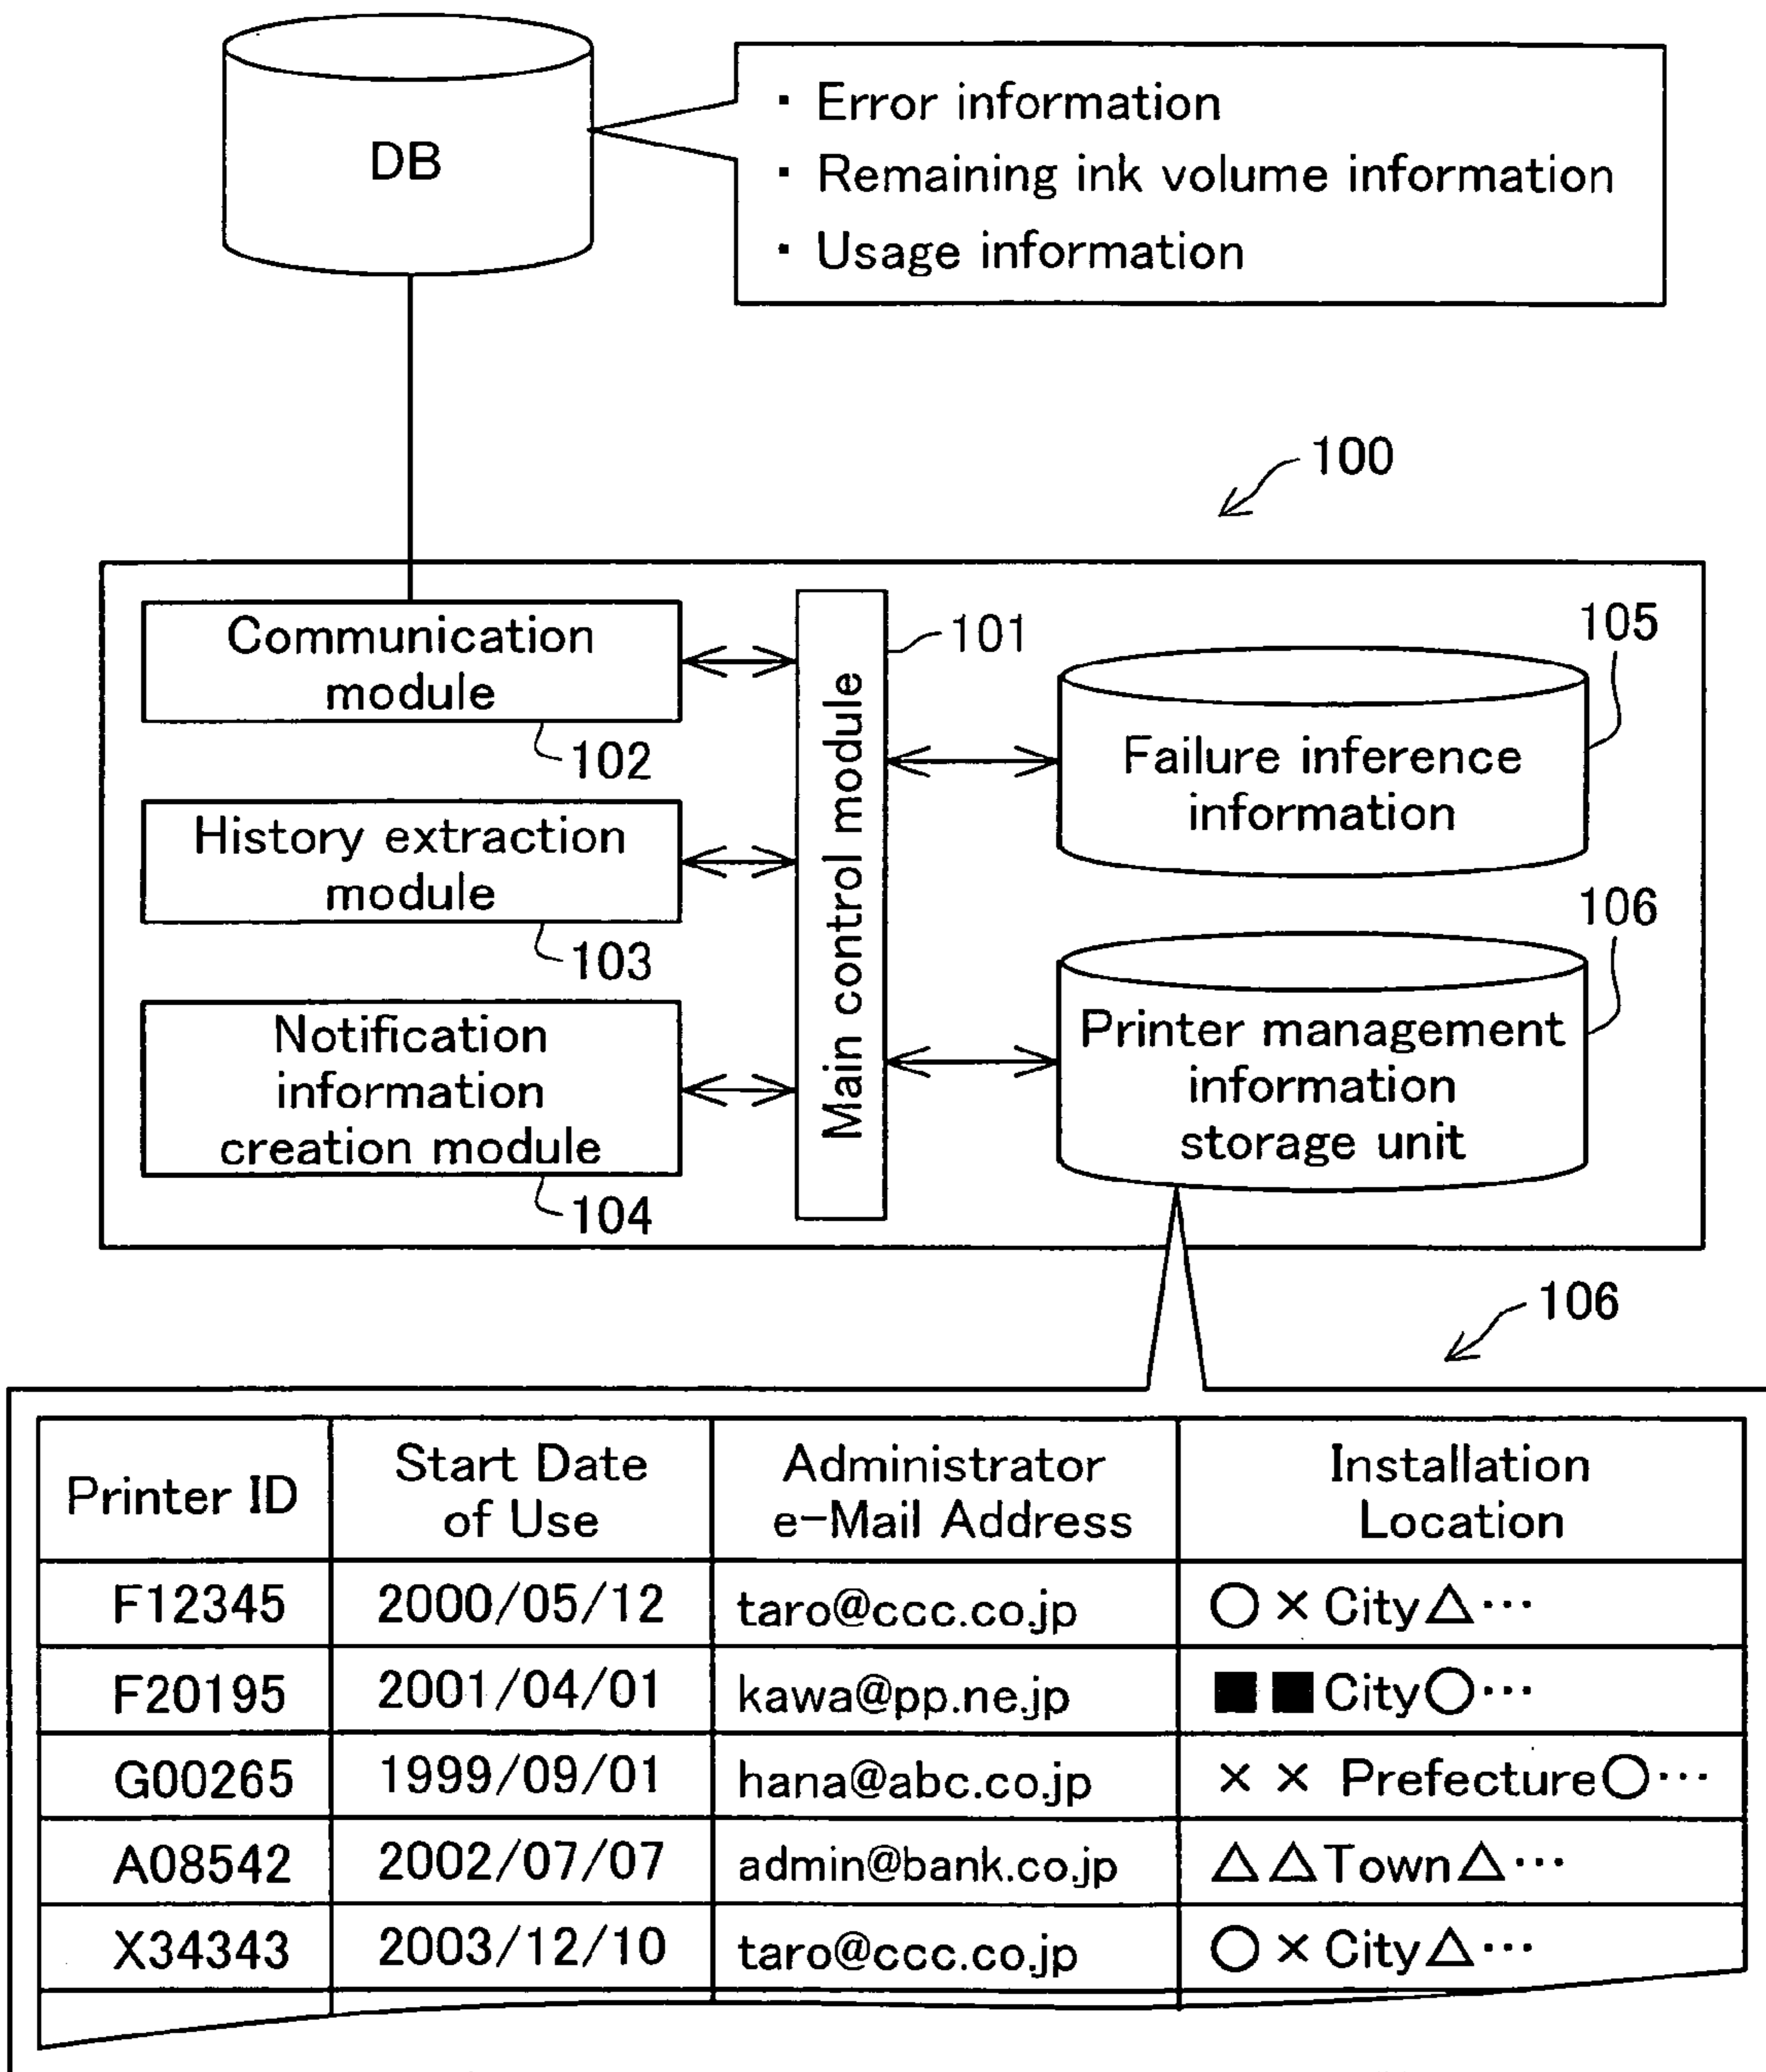 DB
・ Error information
・ Remaining ink volume information
・ Usage information
100
Communication
module
102
History extraction
module
103
Notification
information
creation module
104
Main control module
101
Failure inference
information
105
Printer management
information
storage unit
106
106
Printer ID
Start Date
of Use
Administrator
e-Mail Address
Installation
Location
F12345 2000/05/12 taro@ccc.co.jp ○×City△…
F20195 2001/04/01 kawa@pp.ne.jp ■■City○…
G00265 1999/09/01 hana@abc.co.jp ×× Prefecture○…
A08542 2002/07/07 admin@bank.co.jp △△Town△…
X34343 2003/12/10 taro@ccc.co.jp ○×City△…